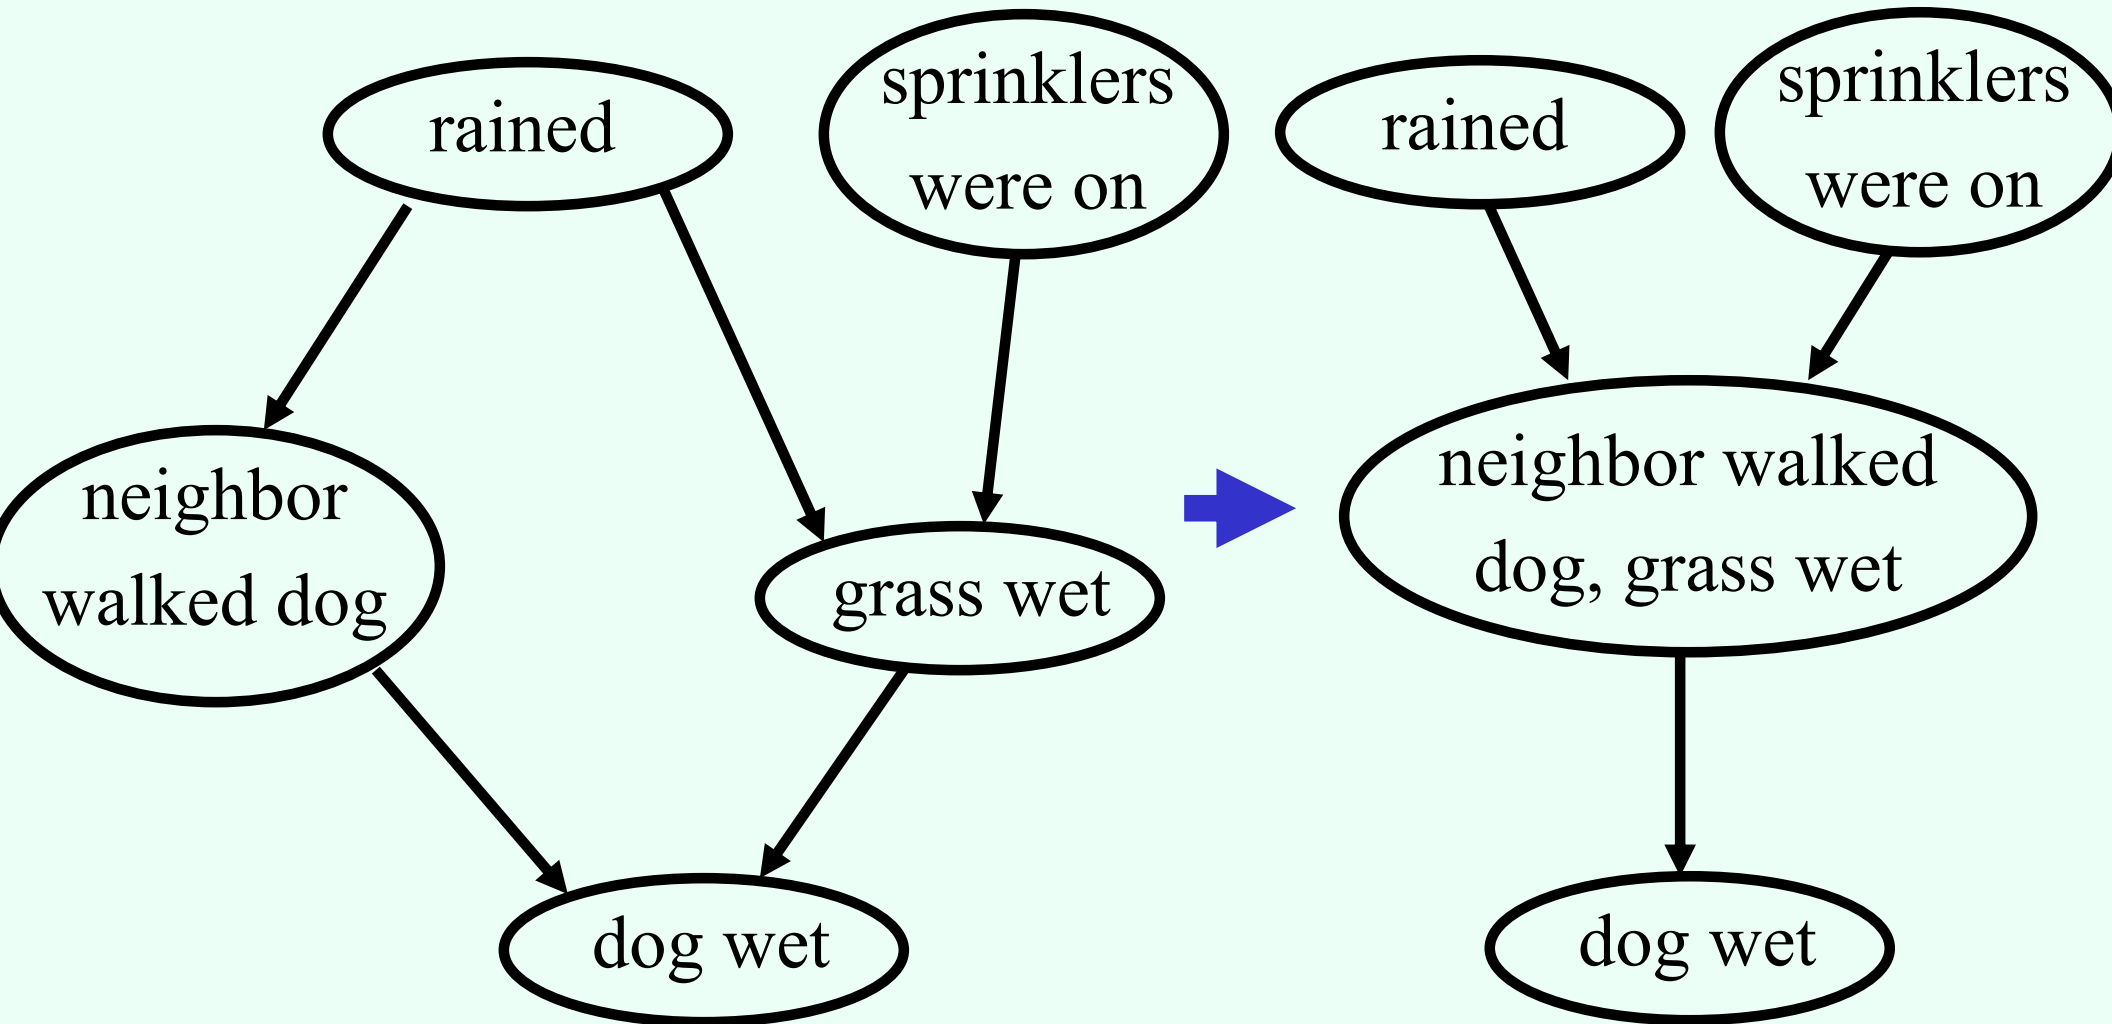 rained
sprinklers
were on
neighbor
walked dog
grass wet
dog wet
rained
sprinklers
were on
neighbor walked
dog, grass wet
dog wet